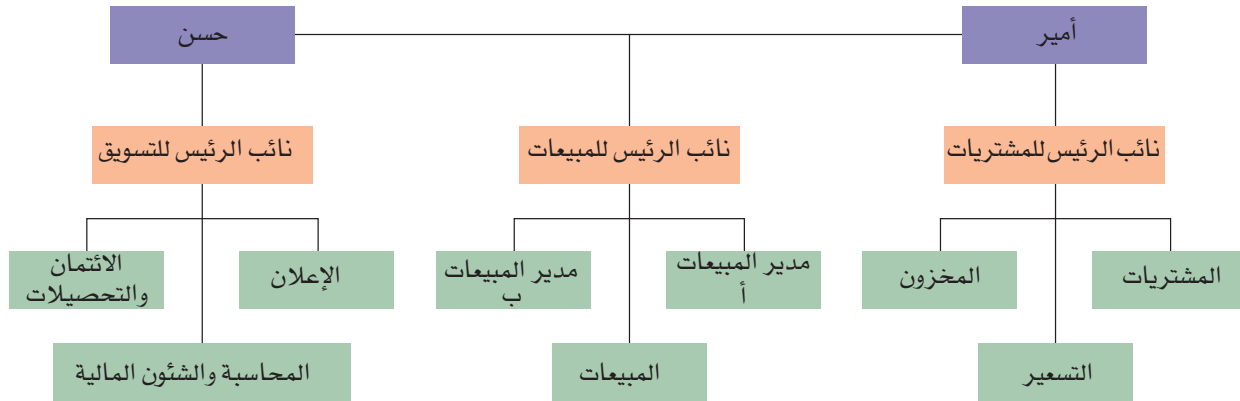 أمير
حسن
نائب الرئيس للمشتريات
نائب الرئيس للمبيعات
نائب الرئيس للتسويق
المشتريات
المخزون
مدير المبيعات
أ
مدير المبيعات
ب
الإعلان
الائتمان
والتحصيلات
التسعير
المبيعات
المحاسبة والشئون المالية